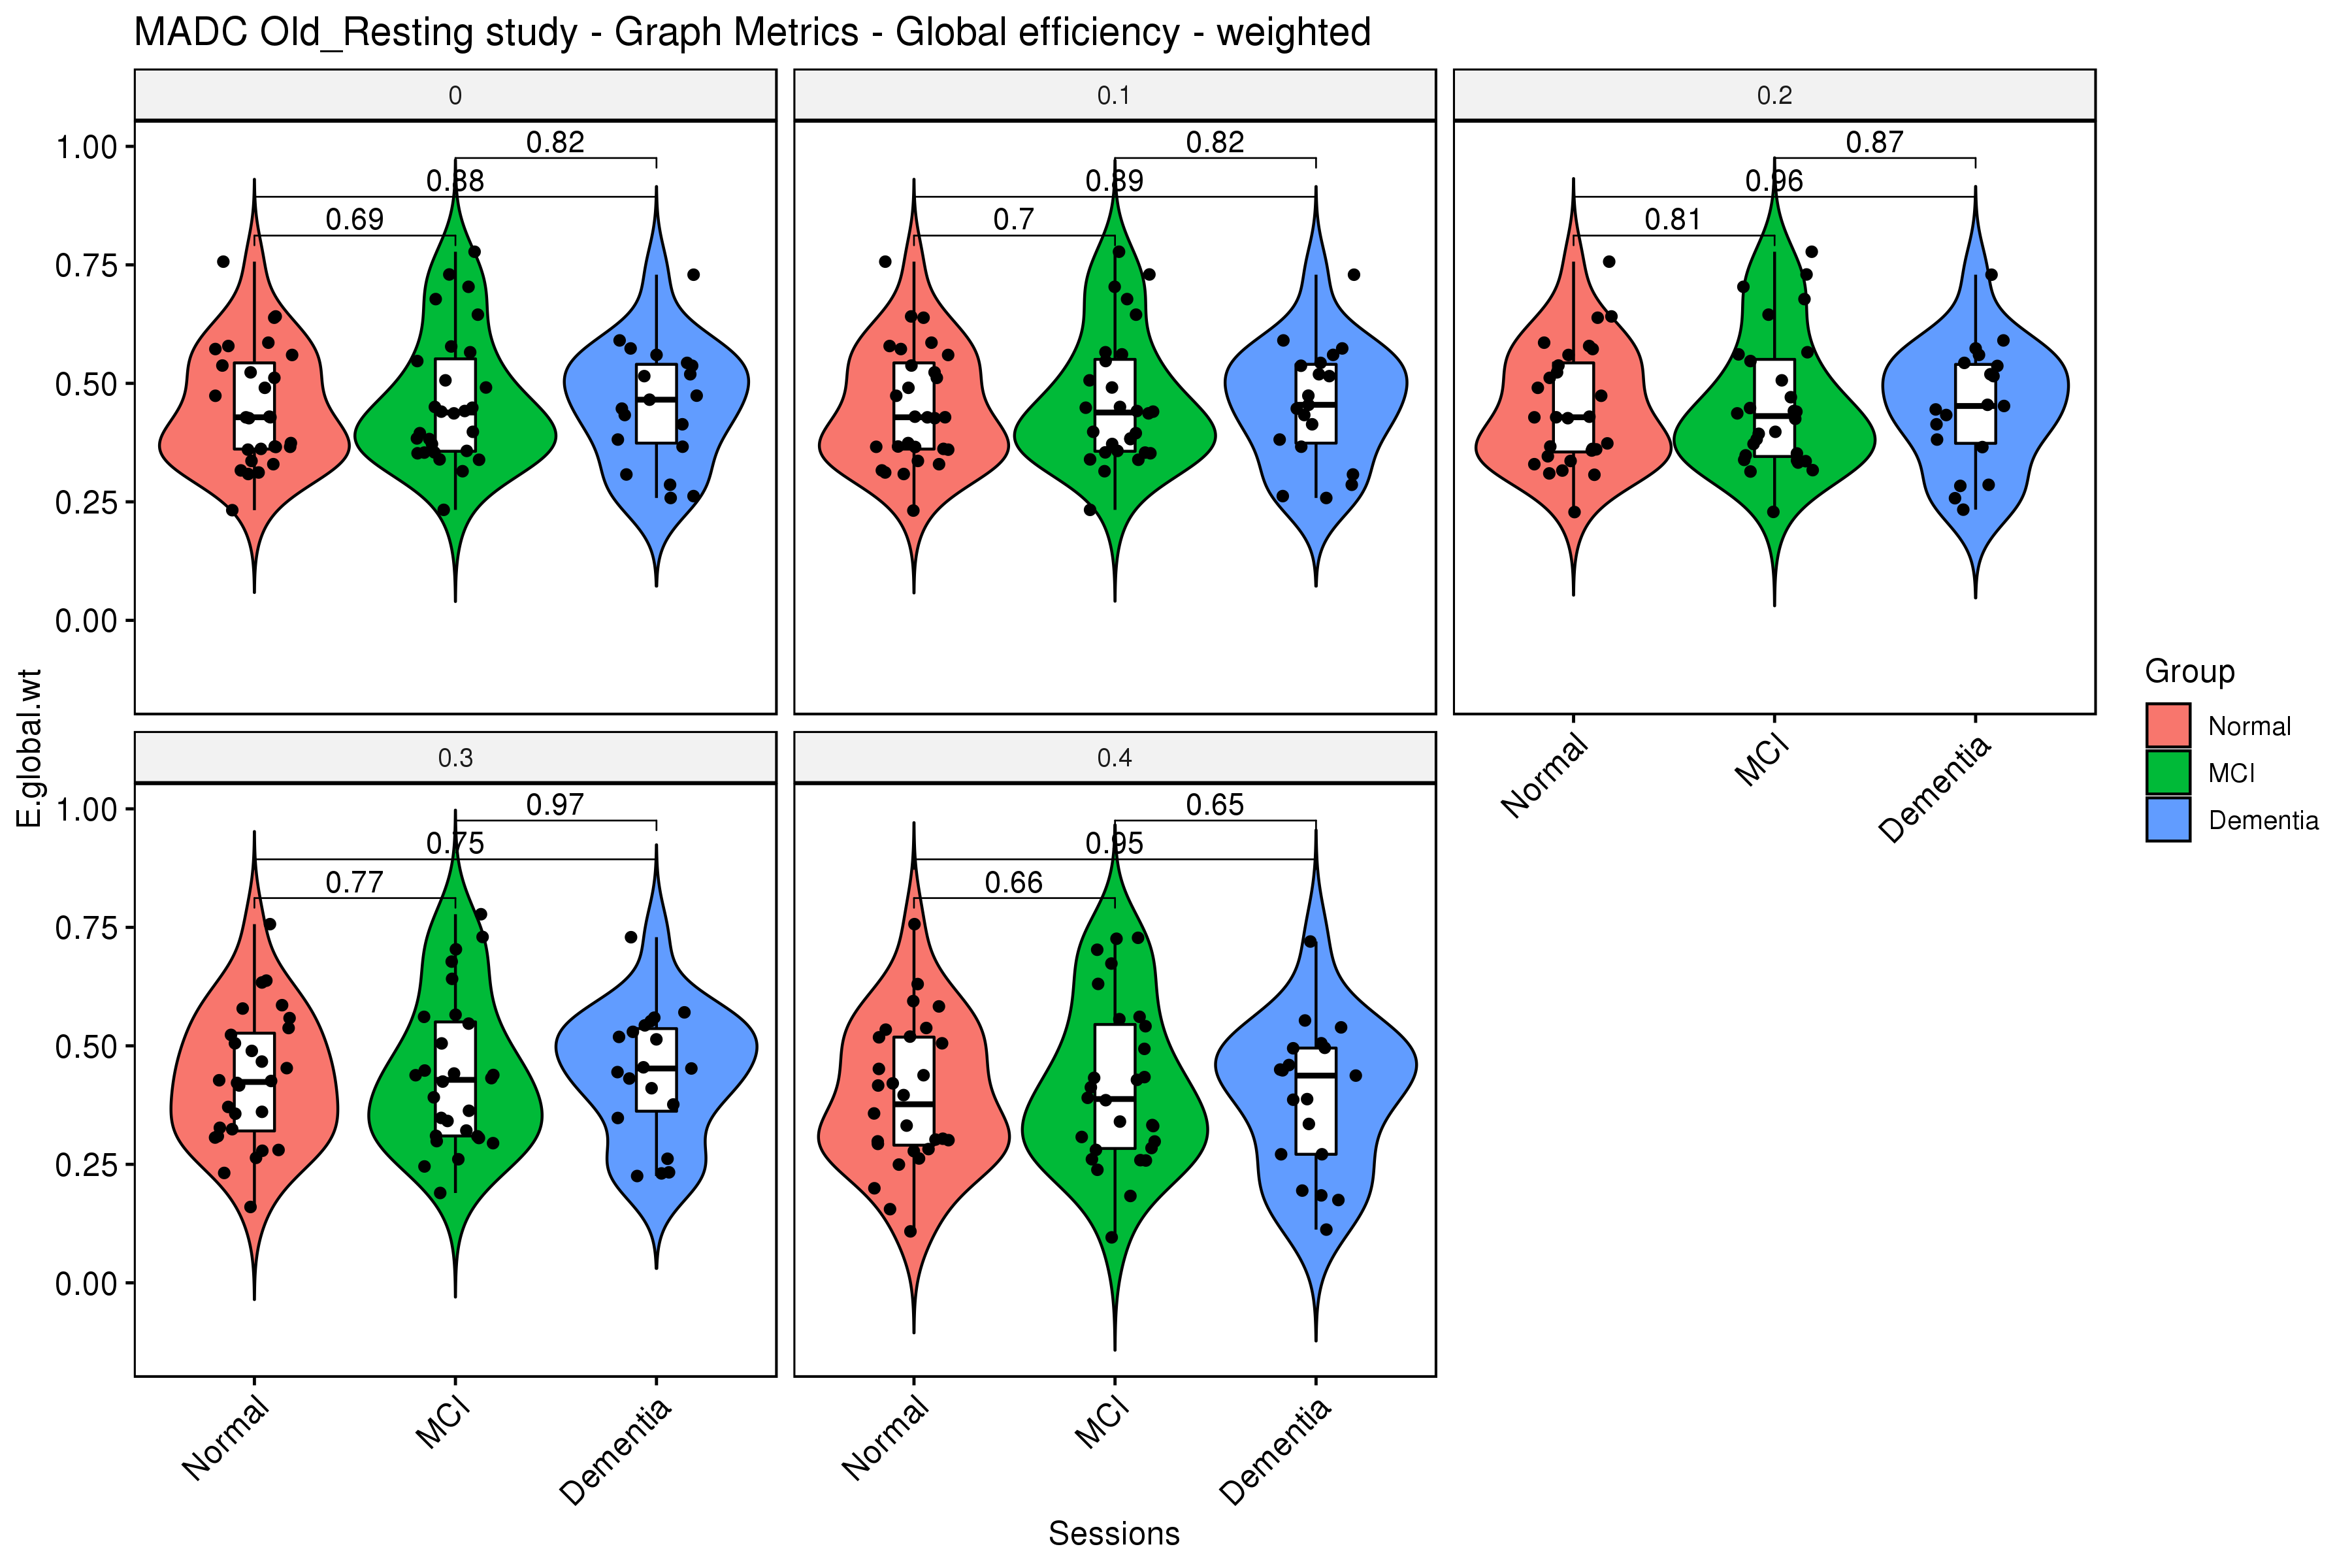 MADC Old_Resting study - Graph Metrics - Global efficiency - weighted
0
0.1
0.2
1.00
0.75
0.50
0.25
0.00
0.82
0.88
0.69
0.82
0.89
0.7
0.87
0.96
0.81
Normal
MCI
Dementia
E.global.wt
0.3
0.4
1.00
0.75
0.50
0.25
0.00
0.97
0.75
0.77
0.65
0.95
0.66
Normal
MCI
Dementia
Normal
MCI
Dementia
Sessions
Group
Normal
MCI
Dementia